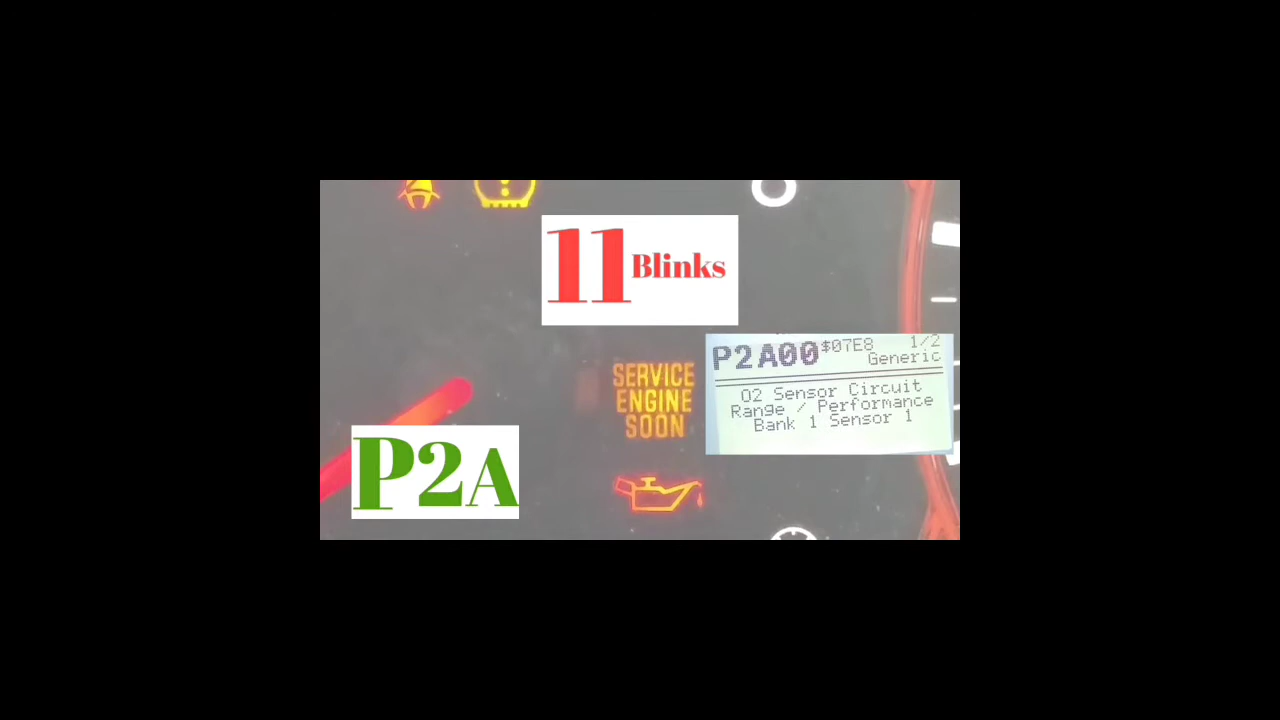 11 Blinks
P2A00 $07E8 1/2
Generic
O2 Sensor Circuit
Range / Performance
Bank 1 Sensor 1
SERVICE
ENGINE
SOON
P2A